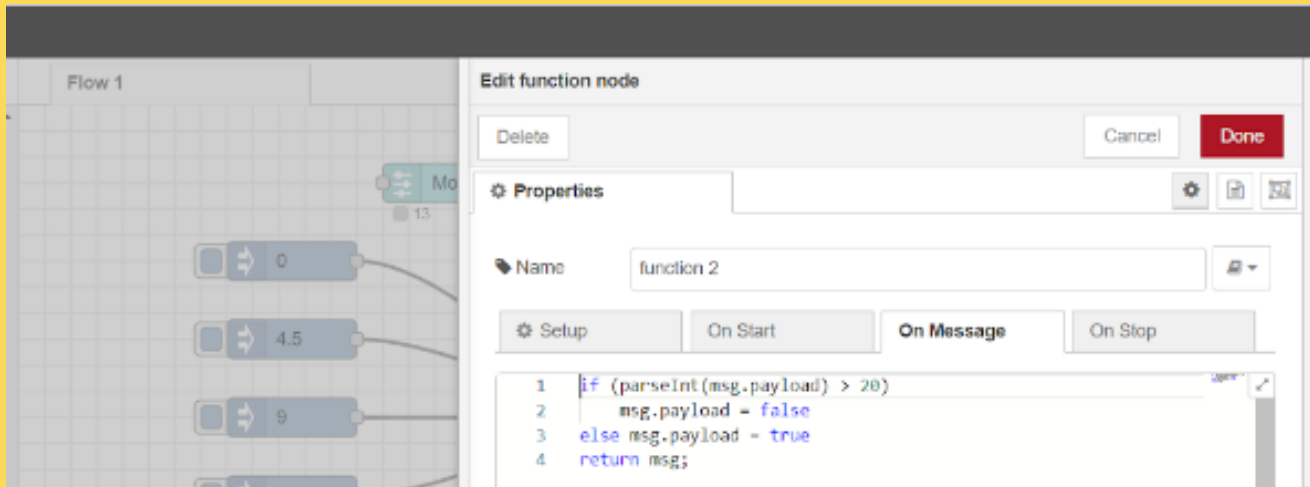 Flow 1
Edit function node
Delete
Cancel
Done
Mo
Properties
13
0
Name
function 2
4.5
Setup
On Start
On Message
On Stop
9
1 if (parseInt(msg.payload) > 20)
2 msg.payload = false
3 else msg.payload = true
4 return msg;